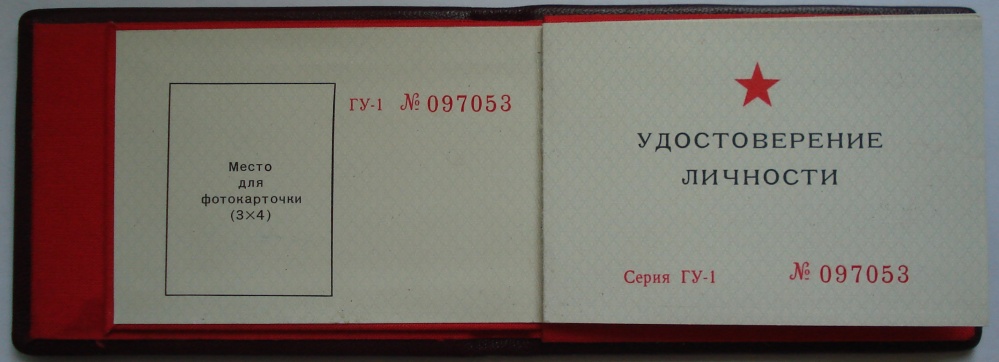 ГУ-1 № 097053
Место
для
фотокарточки
(3×4)
УДОСТОВЕРЕНИЕ
ЛИЧНОСТИ
Серия ГУ-1 № 097053